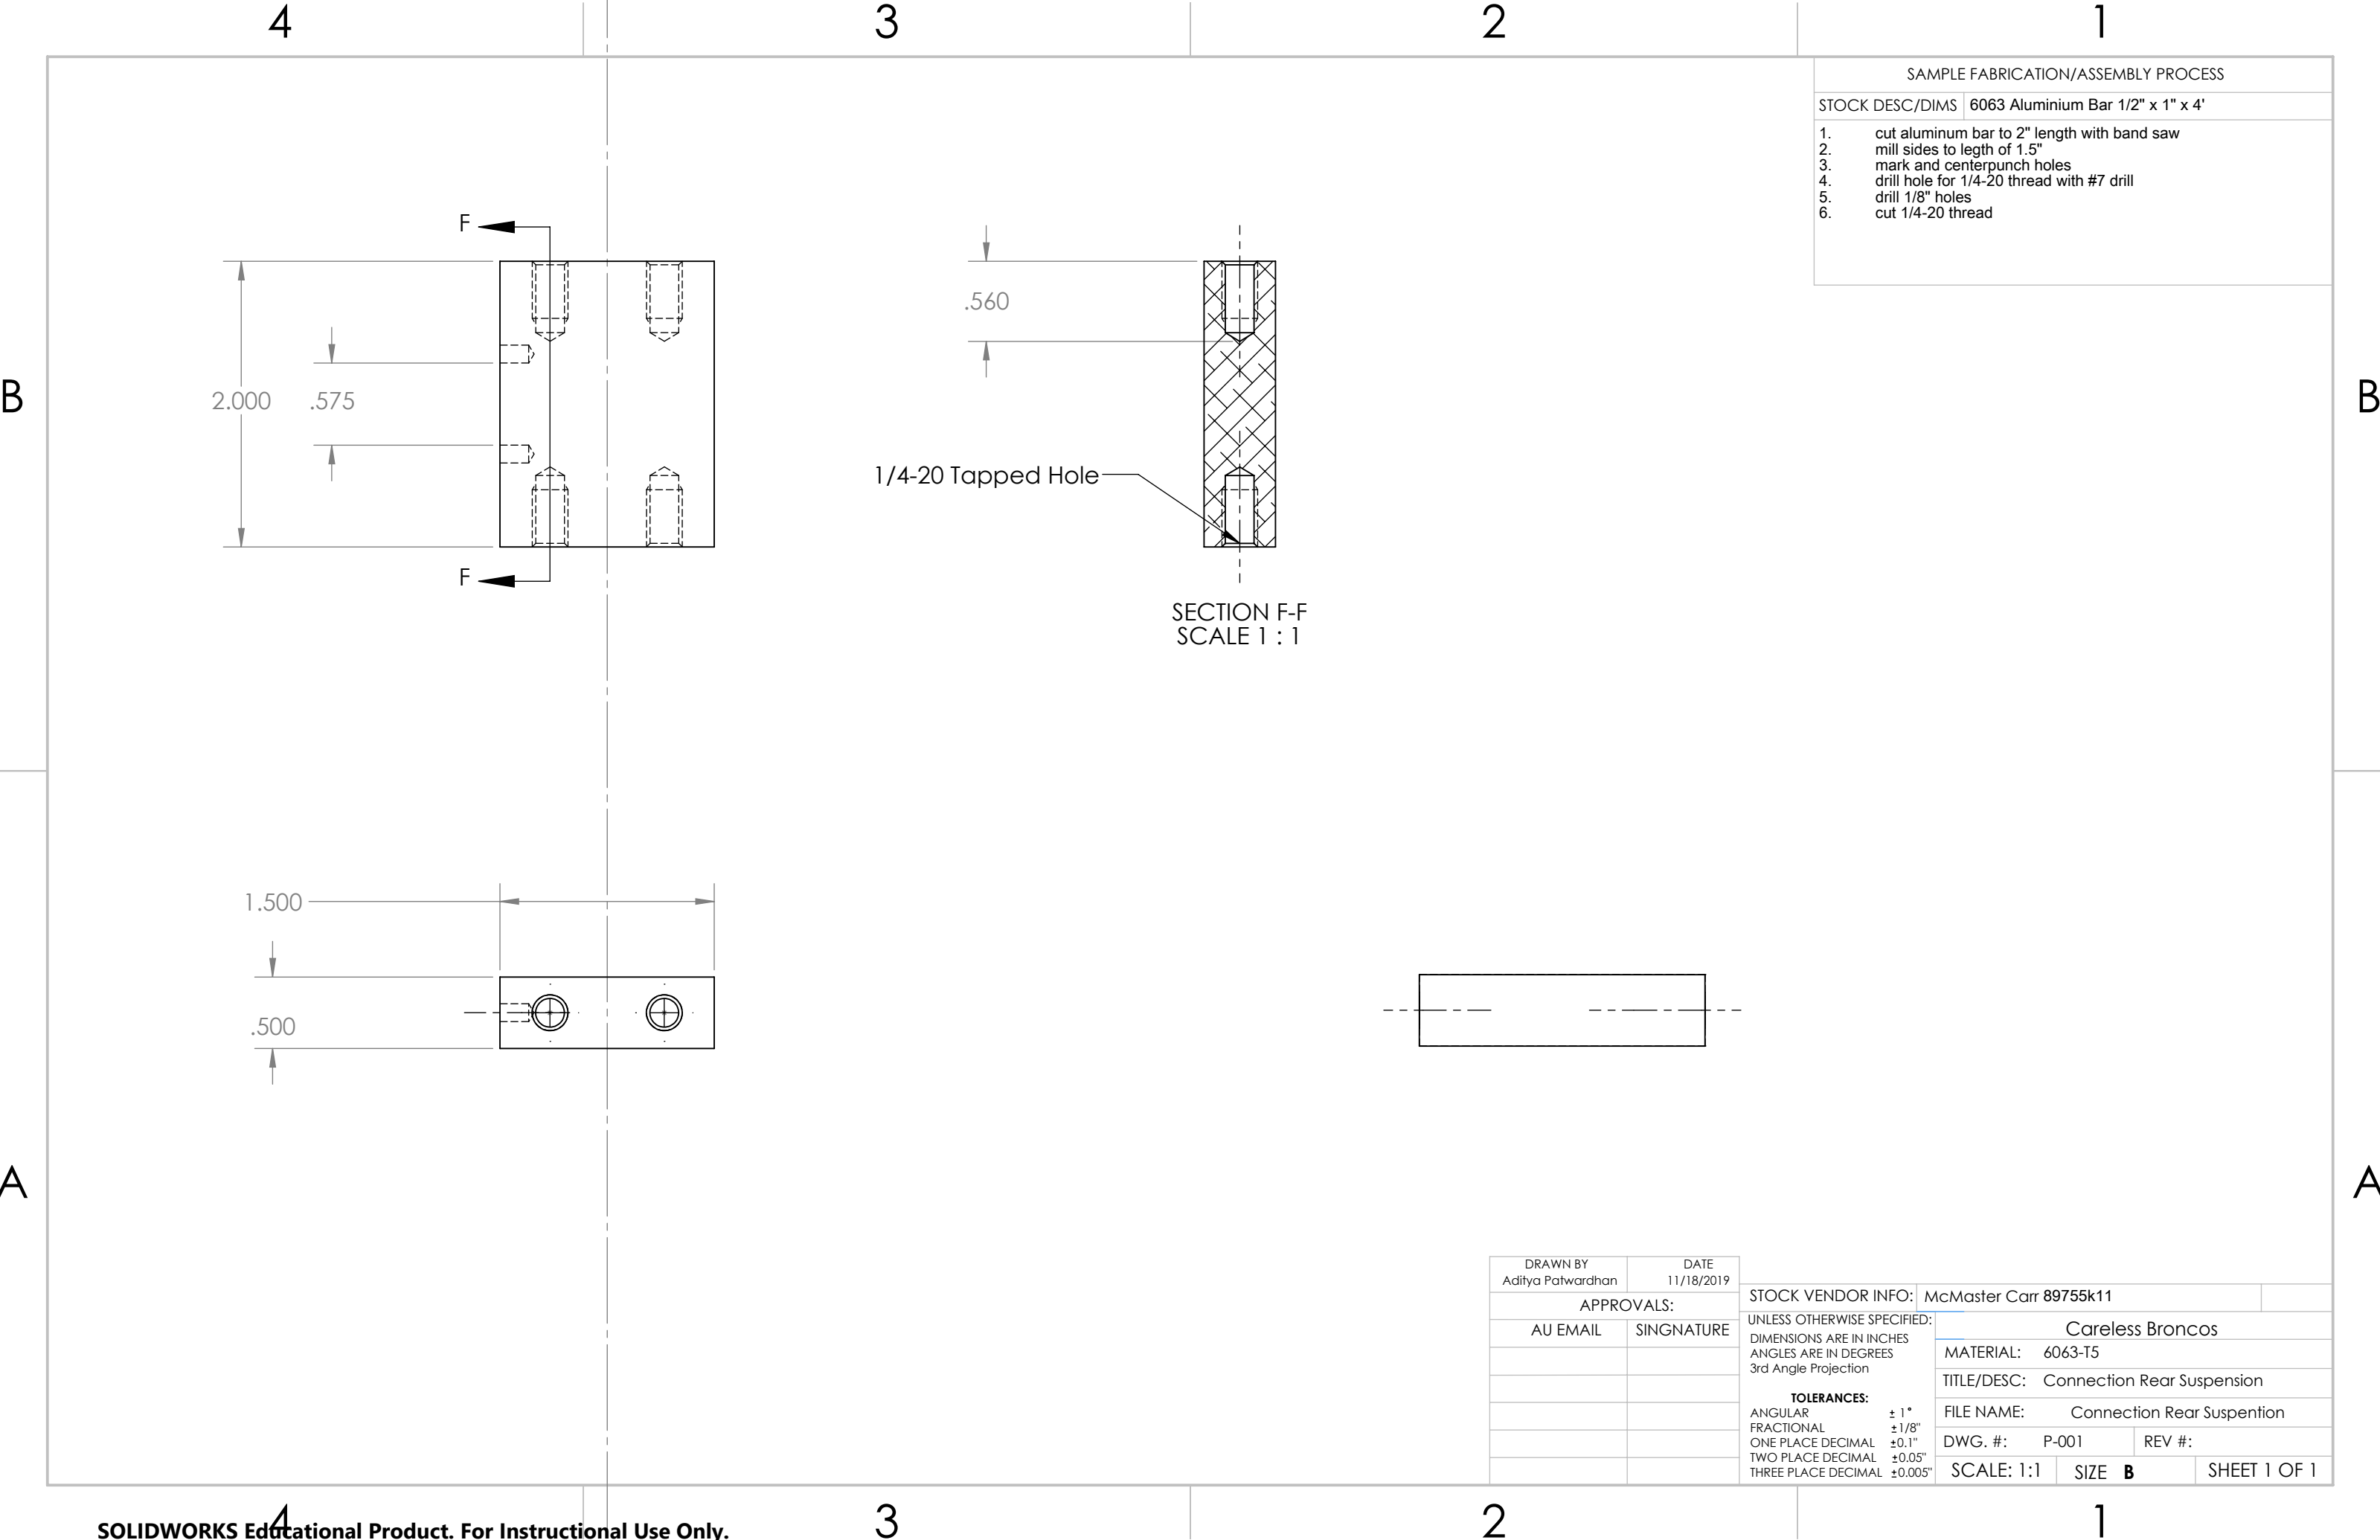 4 3 2 1
SAMPLE FABRICATION/ASSEMBLY PROCESS
STOCK DESC/DIMS 6063 Aluminium Bar 1/2" x 1" x 4'
1. cut aluminum bar to 2" length with band saw
2. mill sides to legth of 1.5"
3. mark and centerpunch holes
4. drill hole for 1/4-20 thread with #7 drill
5. drill 1/8" holes
6. cut 1/4-20 thread
F
.560
B B
2.000 .575
1/4-20 Tapped Hole
F
SECTION F-F
SCALE 1 : 1
1.500
.500
A A
DRAWN BY DATE
Aditya Patwardhan 11/18/2019
APPROVALS:
AU EMAIL SINGNATURE
STOCK VENDOR INFO: McMaster Carr 89755k11
UNLESS OTHERWISE SPECIFIED:
DIMENSIONS ARE IN INCHES
ANGLES ARE IN DEGREES
3rd Angle Projection
TOLERANCES:
ANGULAR ± 1°
FRACTIONAL ±1/8"
ONE PLACE DECIMAL ±0.1"
TWO PLACE DECIMAL ±0.05"
THREE PLACE DECIMAL ±0.005"
Careless Broncos
MATERIAL: 6063-T5
TITLE/DESC: Connection Rear Suspension
FILE NAME: Connection Rear Suspention
DWG. #: P-001 REV #:
SCALE: 1:1 SIZE B SHEET 1 OF 1
4 3 2 1
SOLIDWORKS Educational Product. For Instructional Use Only.